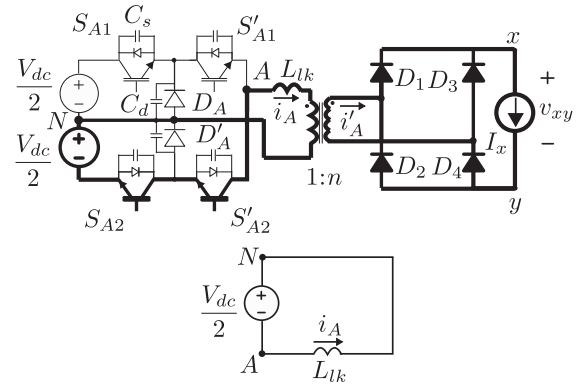 S_{A1}
C_s
S'_{A1}
V_{dc}/2
C_d
D_A
A
L_{lk}
i_A
i'_A
D_1
D_3
x
+
v_{xy}
−
N
D'_A
V_{dc}/2
1:n
I_x
D_2
D_4
S_{A2}
S'_{A2}
y
N
V_{dc}/2
i_A
A
L_{lk}